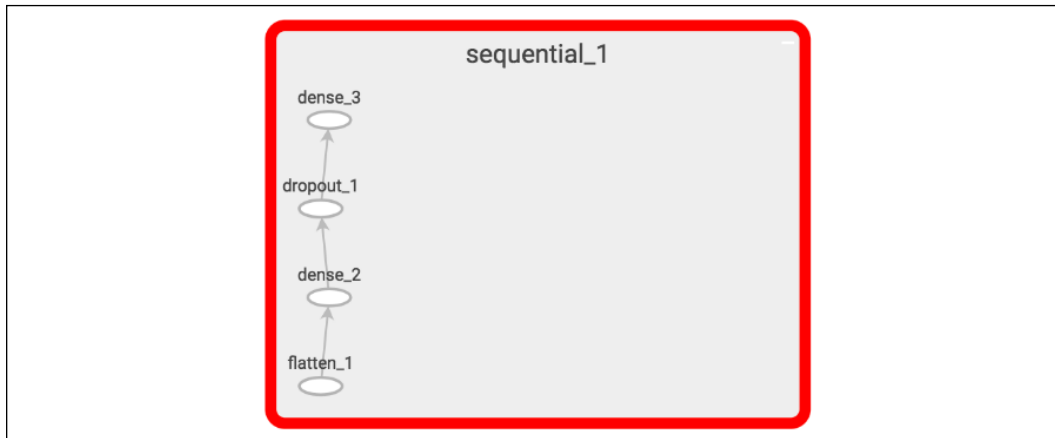 sequential_1
dense_3
dropout_1
dense_2
flatten_1